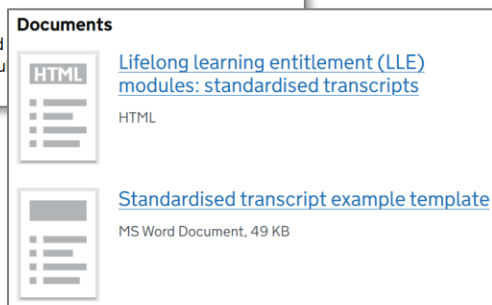 Documents
HTML
Lifelong learning entitlement (LLE)
modules: standardised transcripts
HTML
Standardised transcript example template
MS Word Document, 49 KB